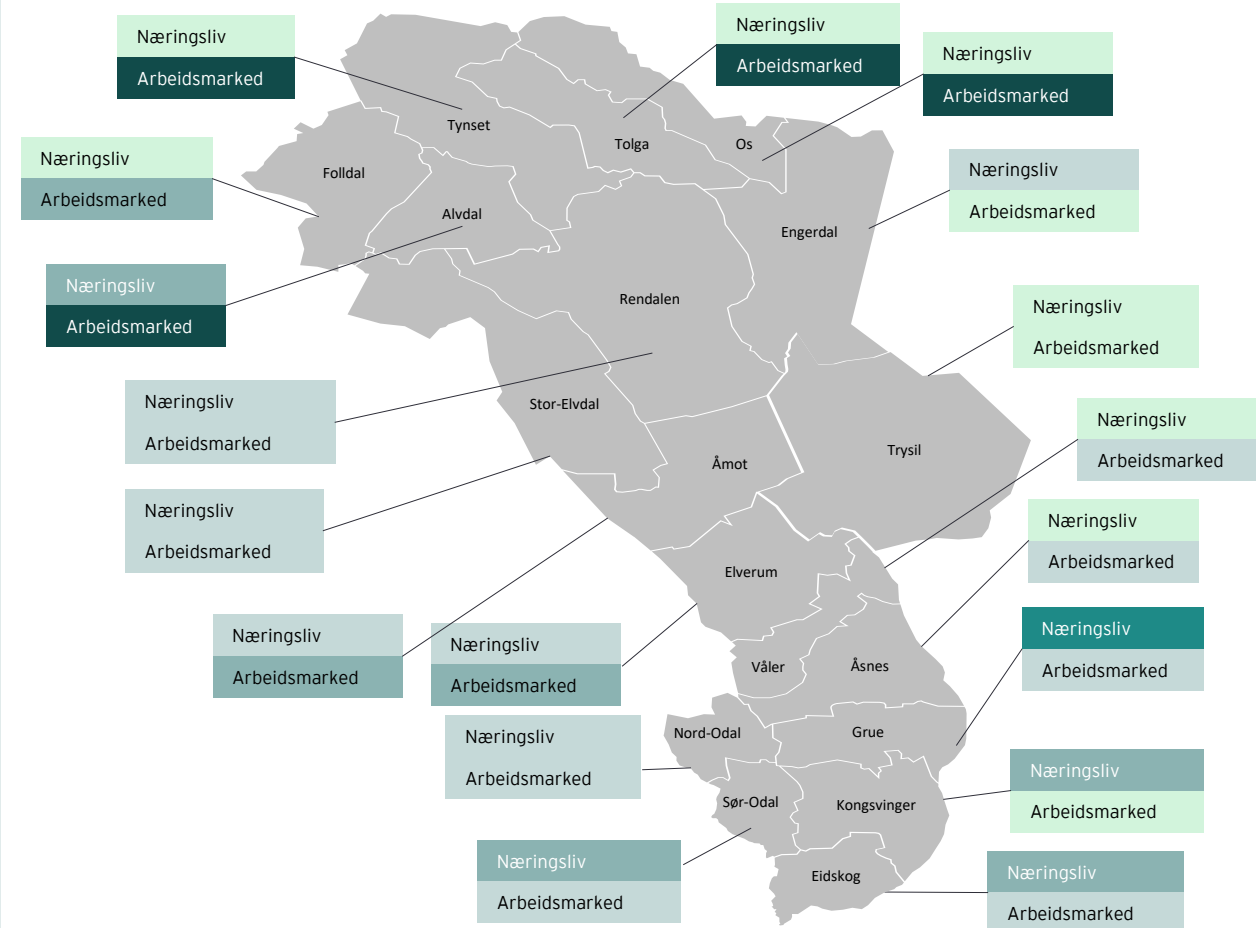 Næringsliv
Arbeidsmarked
Næringsliv
Arbeidsmarked
Næringsliv
Arbeidsmarked
Tynset
Tolga
Os
Næringsliv
Arbeidsmarked
Folldal
Næringsliv
Arbeidsmarked
Alvdal
Engerdal
Næringsliv
Arbeidsmarked
Rendalen
Næringsliv
Arbeidsmarked
Næringsliv
Arbeidsmarked
Stor-Elvdal
Næringsliv
Arbeidsmarked
Trysil
Åmot
Næringsliv
Arbeidsmarked
Næringsliv
Arbeidsmarked
Elverum
Næringsliv
Arbeidsmarked
Næringsliv
Arbeidsmarked
Næringsliv
Arbeidsmarked
Våler
Åsnes
Nord-Odal
Grue
Næringsliv
Arbeidsmarked
Næringsliv
Arbeidsmarked
Sør-Odal
Kongsvinger
Næringsliv
Arbeidsmarked
Eidskog
Næringsliv
Arbeidsmarked